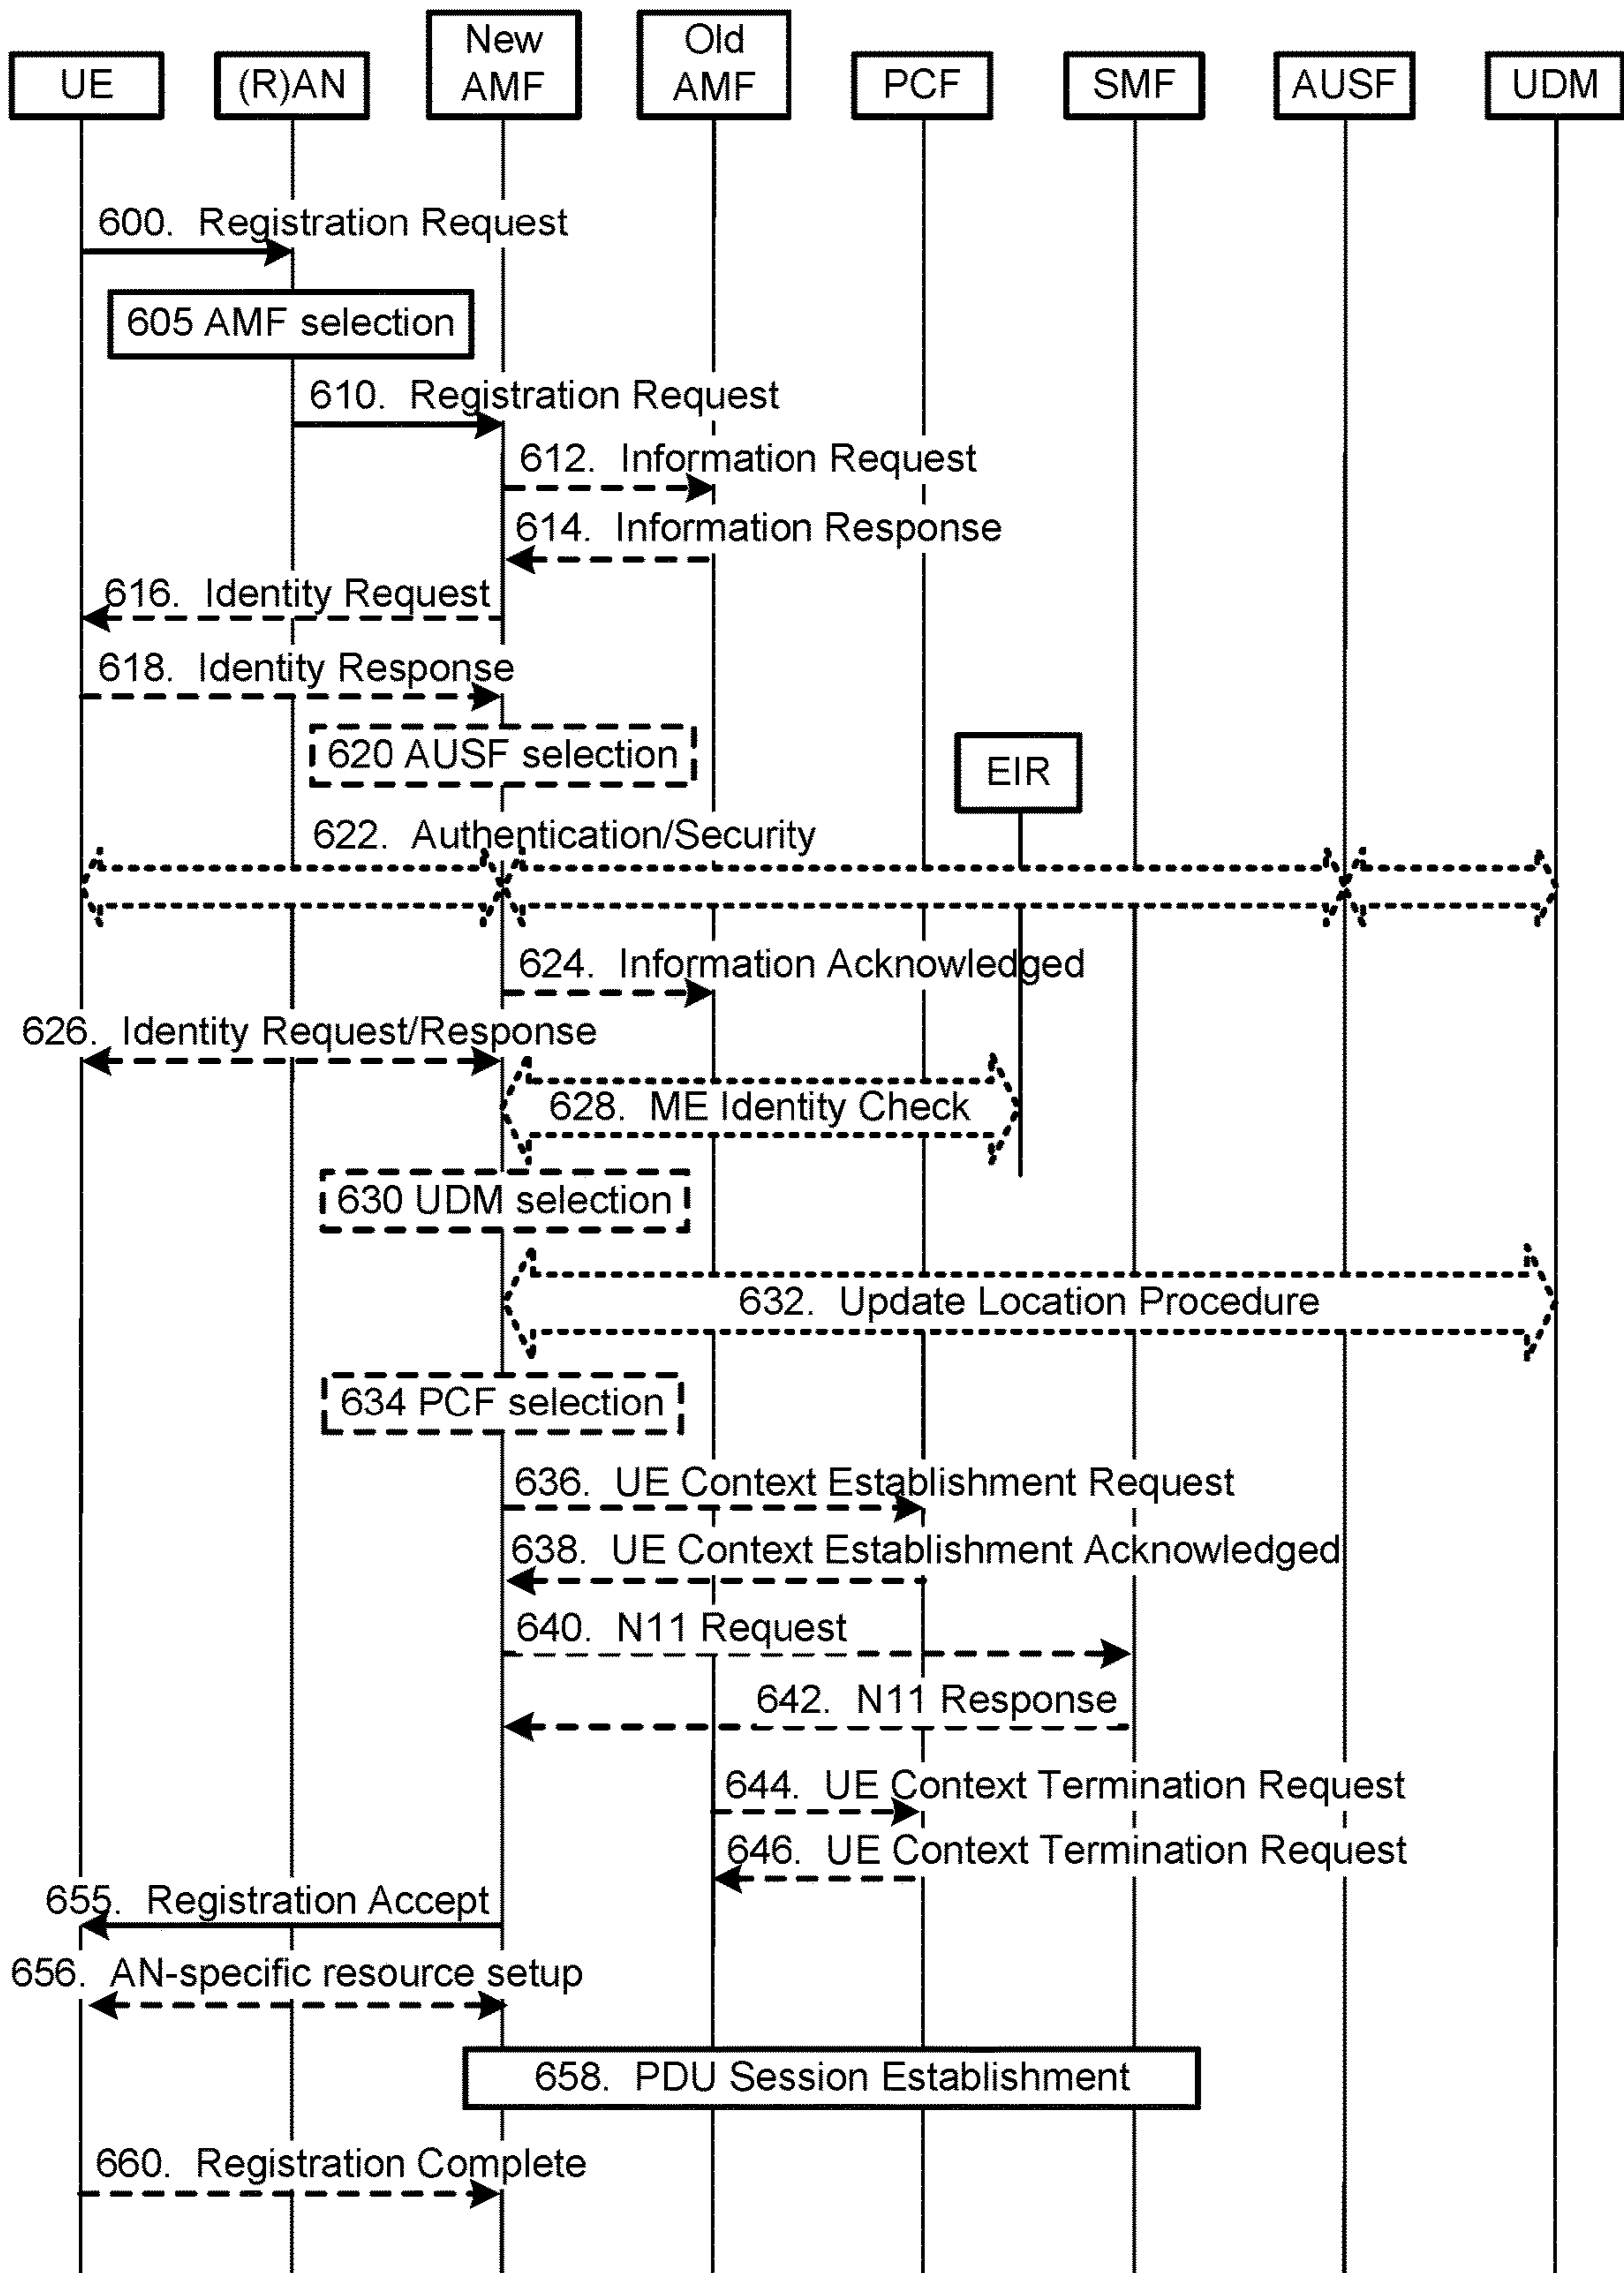 UE
(R)AN
New
AMF
Old
AMF
PCF
SMF
AUSF
UDM
600. Registration Request
605 AMF selection
610. Registration Request
612. Information Request
614. Information Response
616. Identity Request
618. Identity Response
620 AUSF selection
EIR
622. Authentication/Security
624. Information Acknowledged
626. Identity Request/Response
628. ME Identity Check
630 UDM selection
632. Update Location Procedure
634 PCF selection
636. UE Context Establishment Request
638. UE Context Establishment Acknowledged
640. N11 Request
642. N11 Response
644. UE Context Termination Request
646. UE Context Termination Request
655. Registration Accept
656. AN-specific resource setup
658. PDU Session Establishment
660. Registration Complete